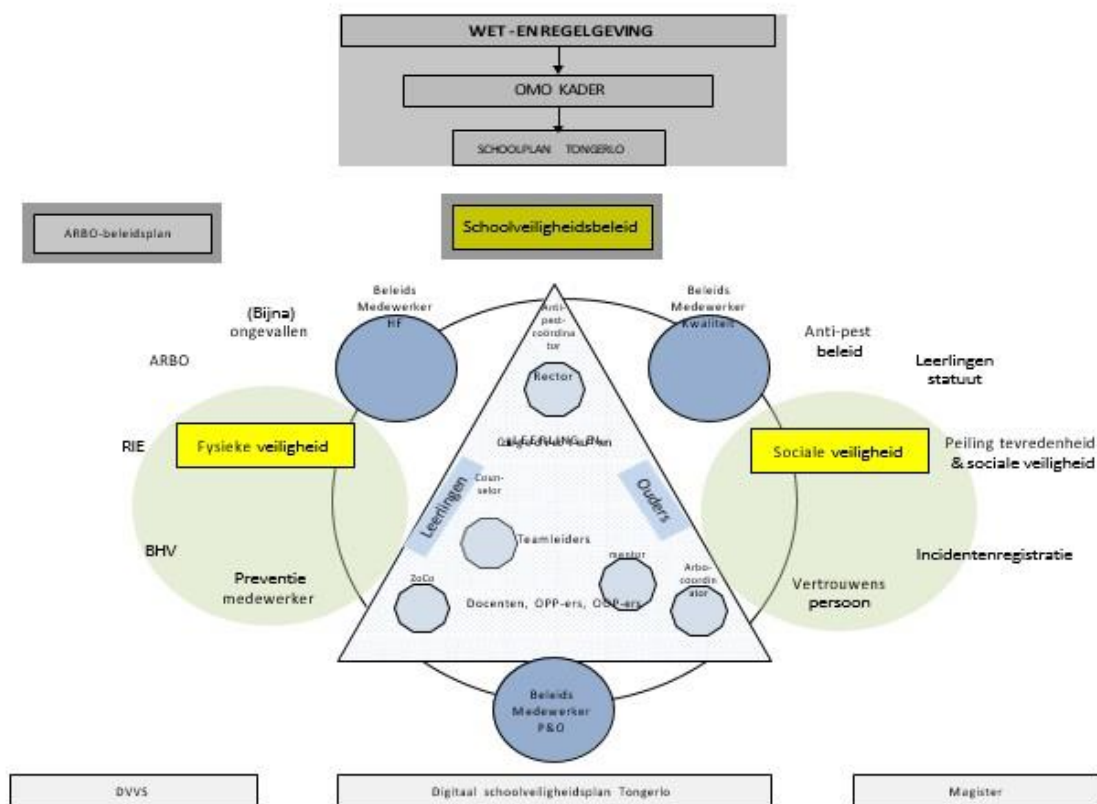 WET - EN REGELGEVING
OMO KADER
SCHOOLPLAN TONGERLO
ARBO-beleidsplan
Schoolveiligheidsbeleid
Beleids
Medewerker
HF
Anti-
pest-
coördina
tor
Beleids
Medewerker
Kwaliteit
(Bijna)
ongevallen
Anti-pest
beleid
ARBO
Leerlingen
statuut
Rector
RIE
Fysieke veiligheid
LEERLING
Sociale veiligheid
Peiling tevredenheid
& sociale veiligheid
Leerlingen
Coun-
selor
Ouders
Teamleiders
BHV
mentor
Incidentenregistratie
Preventie
medewerker
ZoCo
Arbo-
coordin
ator
Vertrouwens
persoon
Docenten, OPP-ers, OOP-ers
Beleids
Medewerker
P&O
DVVS
Digitaal schoolveiligheidsplan Tongerlo
Magister